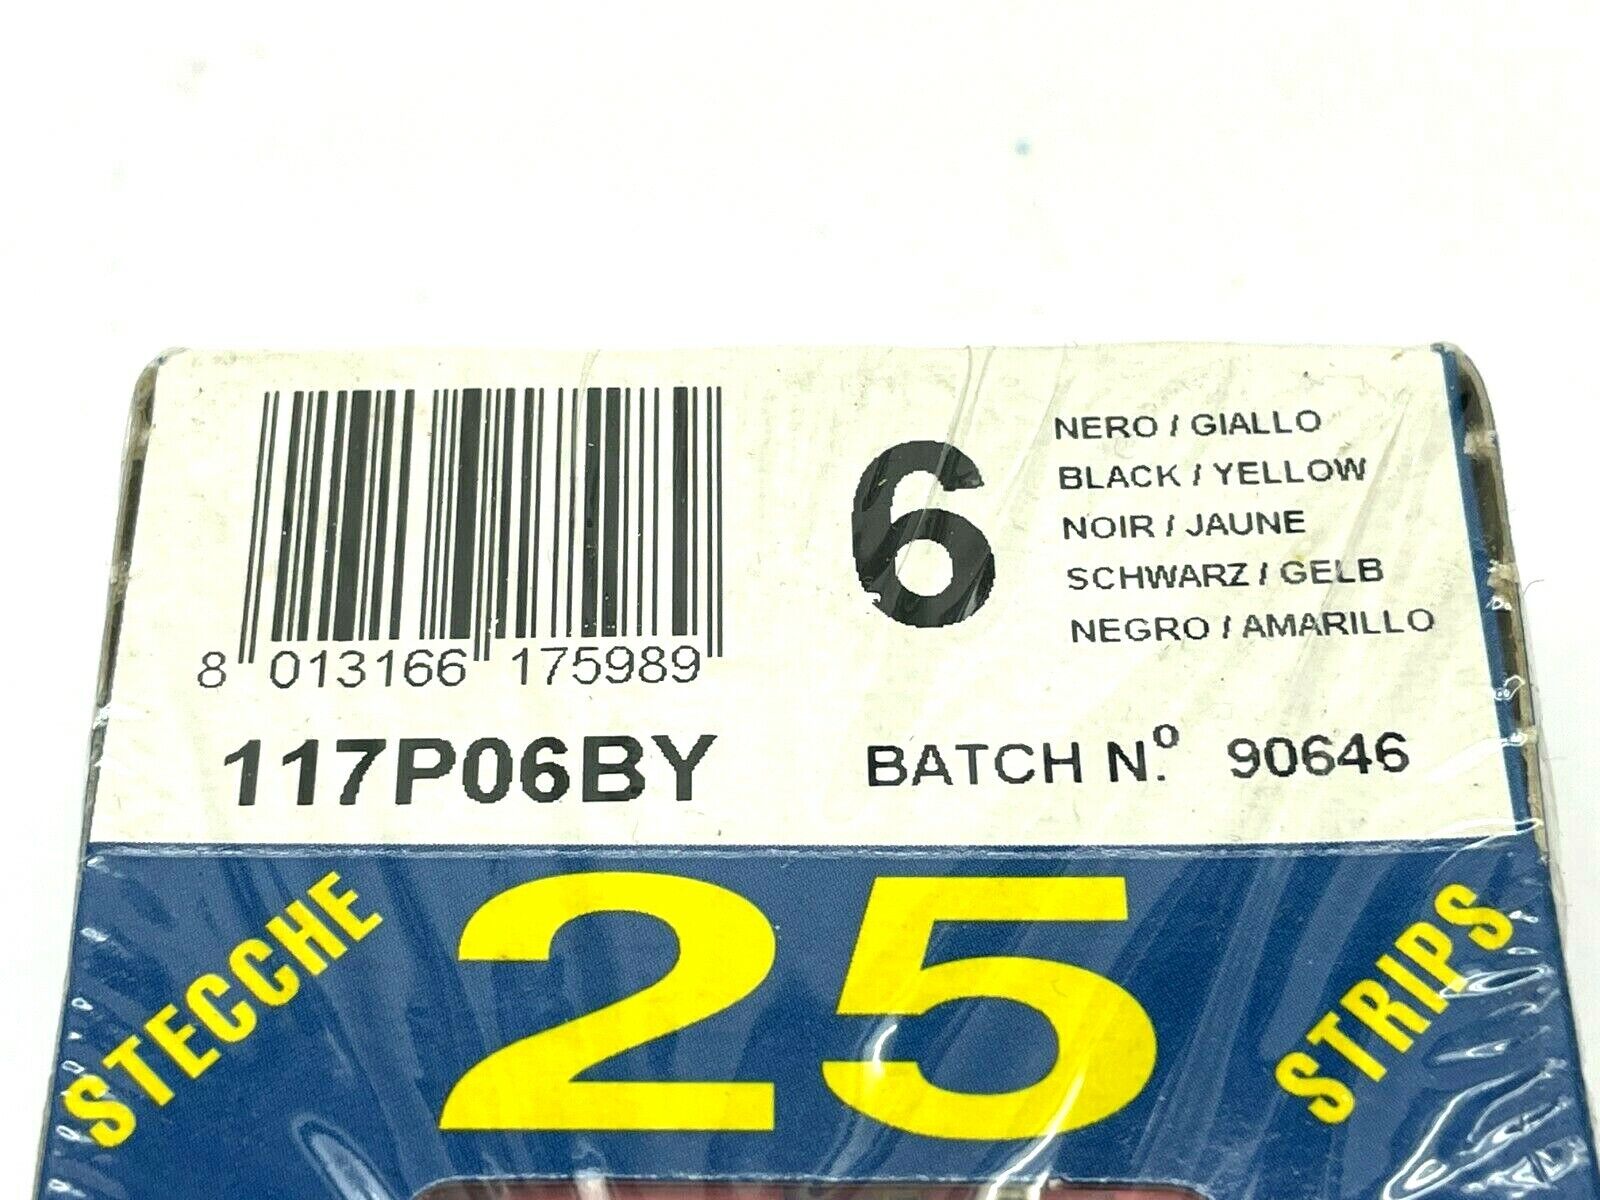 8 013166 175989
117P06BY
6
NERO / GIALLO
BLACK / YELLOW
NOIR / JAUNE
SCHWARZ / GELB
NEGRO / AMARILLO
BATCH N.º 90646
STECCHE
25
STRIPS